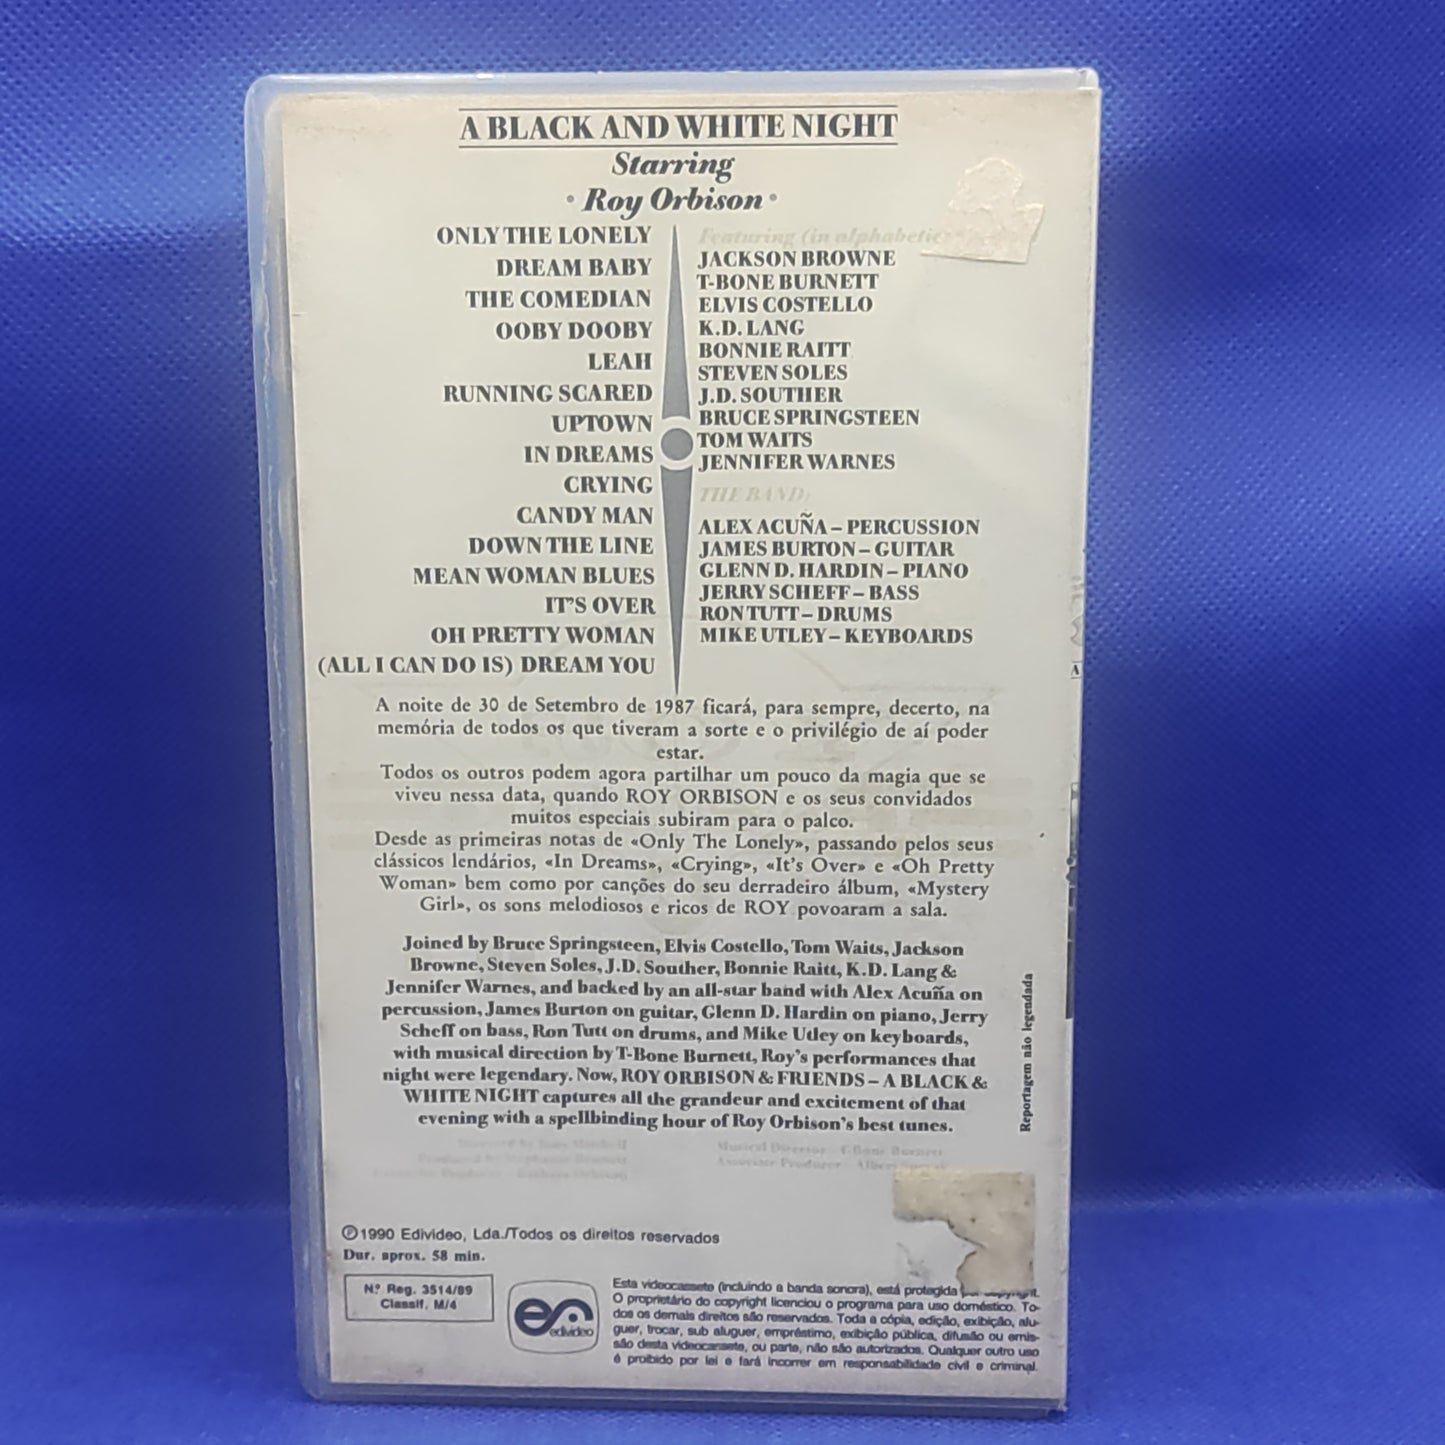 A BLACK AND WHITE NIGHT
Starring
• Roy Orbison •
ONLY THE LONELY
DREAM BABY
THE COMEDIAN
OOBY DOOBY
LEAH
RUNNING SCARED
UPTOWN
IN DREAMS
CRYING
CANDY MAN
DOWN THE LINE
MEAN WOMAN BLUES
IT'S OVER
OH PRETTY WOMAN
(ALL I CAN DO IS) DREAM YOU
Featuring (in alphabetic
JACKSON BROWNE
T-BONE BURNETT
ELVIS COSTELLO
K.D. LANG
BONNIE RAITT
STEVEN SOLES
J.D. SOUTHER
BRUCE SPRINGSTEEN
TOM WAITS
JENNIFER WARNES
THE BAND:
ALEX ACUÑA – PERCUSSION
JAMES BURTON – GUITAR
GLENN D. HARDIN – PIANO
JERRY SCHEFF – BASS
RON TUTT – DRUMS
MIKE UTLEY – KEYBOARDS
A noite de 30 de Setembro de 1987 ficará, para sempre, decerto, na
memória de todos os que tiveram a sorte e o privilégio de aí poder
estar.
Todos os outros podem agora partilhar um pouco da magia que se
viveu nessa data, quando ROY ORBISON e os seus convidados
muitos especiais subiram para o palco.
Desde as primeiras notas de «Only The Lonely», passando pelos seus
clássicos lendários, «In Dreams», «Crying», «It's Over» e «Oh Pretty
Woman» bem como por canções do seu derradeiro álbum, «Mystery
Girl», os sons melodiosos e ricos de ROY povoaram a sala.
Joined by Bruce Springsteen, Elvis Costello, Tom Waits, Jackson
Browne, Steven Soles, J.D. Souther, Bonnie Raitt, K.D. Lang &
Jennifer Warnes, and backed by an all-star band with Alex Acuña on
percussion, James Burton on guitar, Glenn D. Hardin on piano, Jerry
Scheff on bass, Ron Tutt on drums, and Mike Utley on keyboards,
with musical direction by T-Bone Burnett, Roy's performances that
night were legendary. Now, ROY ORBISON & FRIENDS – A BLACK &
WHITE NIGHT captures all the grandeur and excitement of that
evening with a spellbinding hour of Roy Orbison's best tunes.
Reportagem não legendada
Musical Director - T-Bone Burnett
Associate Producer -
Ⓟ1990 Edivideo, Lda./Todos os direitos reservados
Dur. aprox. 58 min.
N.º Reg. 3514/89
Classif. M/4
edivideo
Esta videocassete (incluindo a banda sonora), está protegida por copyright.
O proprietário do copyright licenciou o programa para uso doméstico. To-
dos os demais direitos são reservados. Toda a cópia, edição, exibição, alu-
guer, trocar, sub aluguer, empréstimo, exibição pública, difusão ou emis-
são desta videocassete, ou parte, não são autorizados. Qualquer outro uso
é proibido por lei e fará incorrer em responsabilidade civil e criminal.